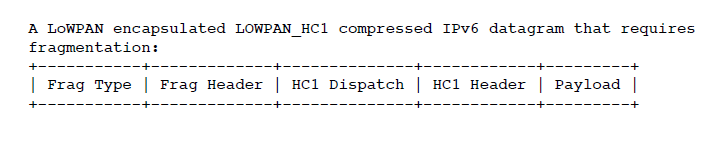 A LoWPAN encapsulated LOWPAN_HC1 compressed IPv6 datagram that requires
fragmentation:
+-----------+-------------+--------------+------------+---------+
| Frag Type | Frag Header | HC1 Dispatch | HC1 Header | Payload |
+-----------+-------------+--------------+------------+---------+